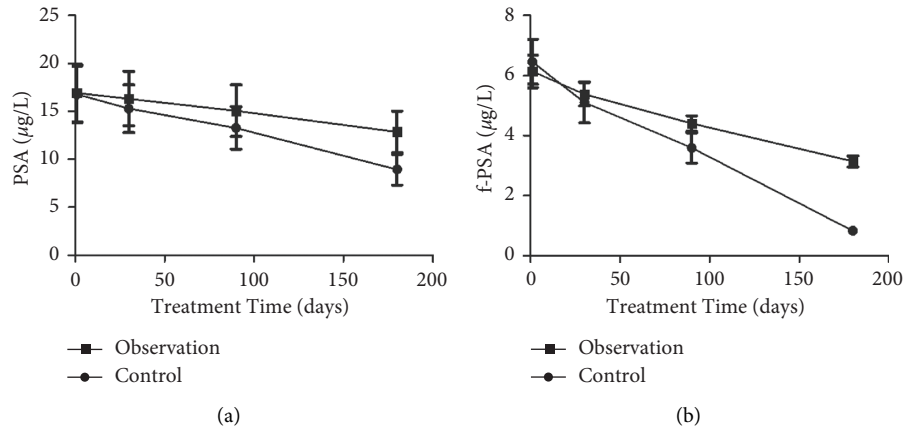 25
20
15
10
5
0
PSA (µg/L)
0 50 100 150 200
Treatment Time (days)
Observation
Control
(a)
8
6
4
2
0
f-PSA (µg/L)
0 50 100 150 200
Treatment Time (days)
Observation
Control
(b)